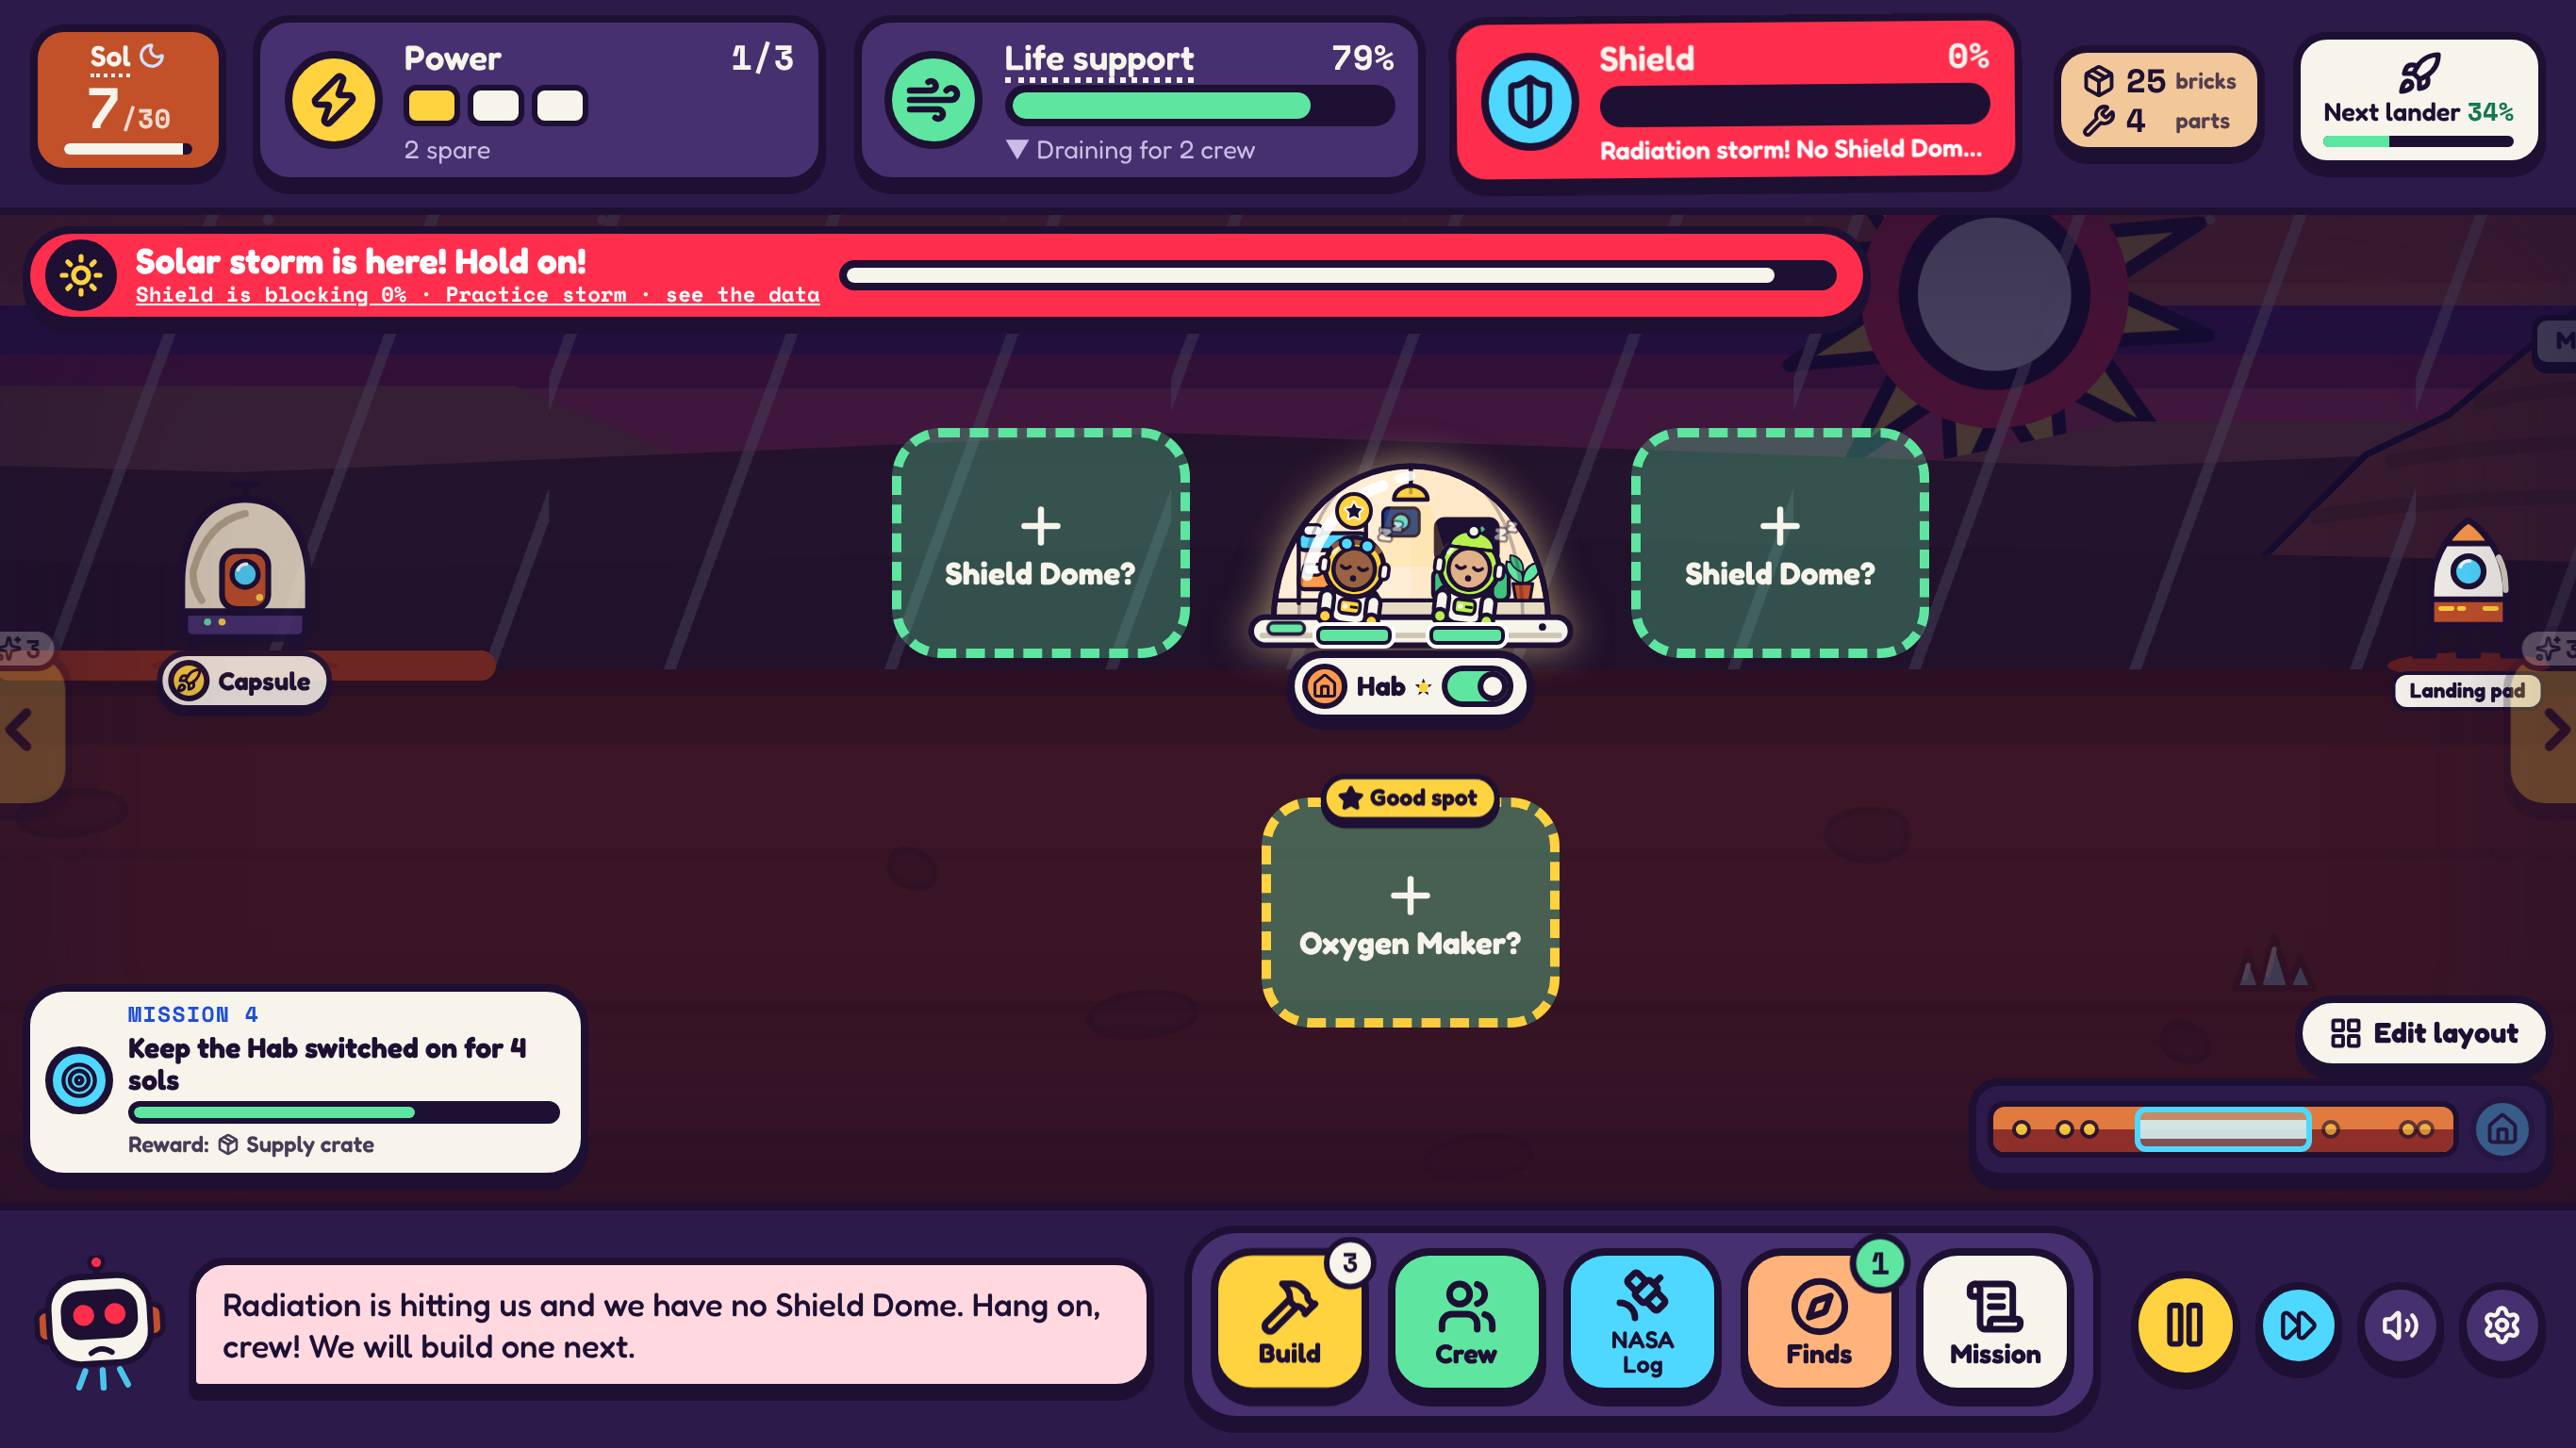 Sol
7/30
Power 1/3
2 spare
Life support 79%
Draining for 2 crew
Shield 0%
Radiation storm! No Shield Dom...
25 bricks
4 parts
Next lander 34%
Solar storm is here! Hold on!
Shield is blocking 0% · Practice storm · see the data
M
Shield Dome?
Shield Dome?
zz
zz
3
3
Capsule
Hab
Landing pad
Good spot
Oxygen Maker?
MISSION 4
Keep the Hab switched on for 4
sols
Reward: Supply crate
Edit layout
Radiation is hitting us and we have no Shield Dome. Hang on,
crew! We will build one next.
3
Build
Crew
NASA
Log
1
Finds
Mission